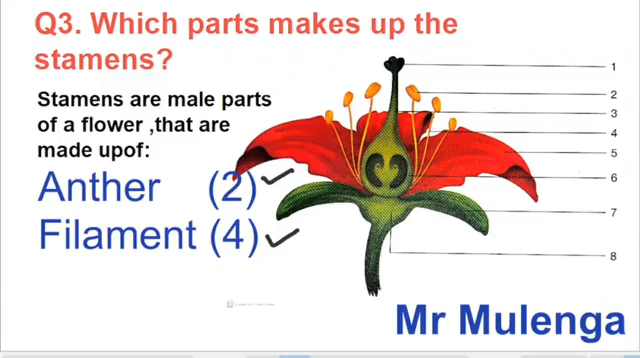 Q3. Which parts makes up the
stamens?
Stamens are male parts
of a flower ,that are
made upof:
Anther (2)
Filament (4)
1
2
3
4
5
6
7
8
Mr Mulenga